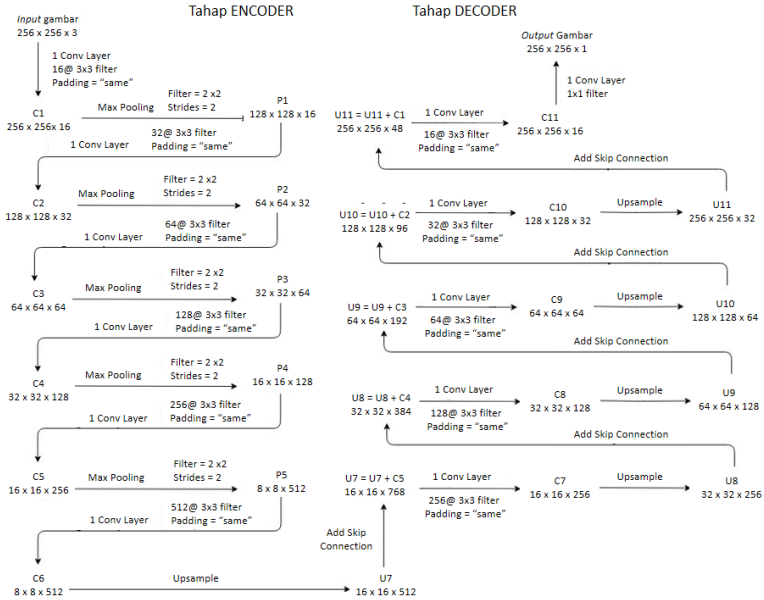 Tahap ENCODER
Input gambar
256 x 256 x 3
1 Conv Layer
16@ 3x3 filter
Padding = “same”
C1
256 x 256x 16
Max Pooling
Filter = 2 x2
Strides = 2
P1
128 x 128 x 16
1 Conv Layer
32@ 3x3 filter
Padding = “same”
C2
128 x 128 x 32
Max Pooling
Filter = 2 x2
Strides = 2
P2
64 x 64 x 32
1 Conv Layer
64@ 3x3 filter
Padding = “same”
C3
64 x 64 x 64
Max Pooling
Filter = 2 x2
Strides = 2
P3
32 x 32 x 64
1 Conv Layer
128@ 3x3 filter
Padding = “same”
C4
32 x 32 x 128
Max Pooling
Filter = 2 x2
Strides = 2
P4
16 x 16 x 128
1 Conv Layer
256@ 3x3 filter
Padding = “same”
C5
16 x 16 x 256
Max Pooling
Filter = 2 x2
Strides = 2
P5
8 x 8 x 512
1 Conv Layer
512@ 3x3 filter
Padding = “same”
C6
8 x 8 x 512
Upsample
U7
16 x 16 x 512
Add Skip
Connection
Tahap DECODER
U7 = U7 + C5
16 x 16 x 768
1 Conv Layer
256@ 3x3 filter
Padding = “same”
C7
16 x 16 x 256
Upsample
U8
32 x 32 x 256
Add Skip Connection
U8 = U8 + C4
32 x 32 x 384
1 Conv Layer
128@ 3x3 filter
Padding = “same”
C8
32 x 32 x 128
Upsample
U9
64 x 64 x 128
Add Skip Connection
U9 = U9 + C3
64 x 64 x 192
1 Conv Layer
64@ 3x3 filter
Padding = “same”
C9
64 x 64 x 64
Upsample
U10
128 x 128 x 64
Add Skip Connection
U10 = U10 + C2
128 x 128 x 96
1 Conv Layer
32@ 3x3 filter
Padding = “same”
C10
128 x 128 x 32
Upsample
U11
256 x 256 x 32
Add Skip Connection
U11 = U11 + C1
256 x 256 x 48
1 Conv Layer
16@ 3x3 filter
Padding = “same”
C11
256 x 256 x 16
1 Conv Layer
1x1 filter
Output Gambar
256 x 256 x 1